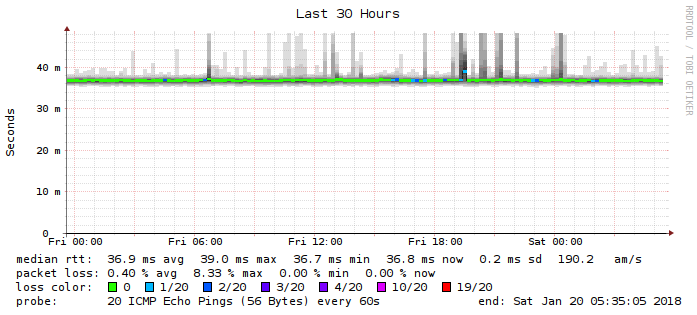 Last 30 Hours
RRDTOOL / TOBI OETIKER
Seconds
40 m
30 m
20 m
10 m
0
Fri 00:00 Fri 06:00 Fri 12:00 Fri 18:00 Sat 00:00
median rtt: 36.9 ms avg 39.0 ms max 36.7 ms min 36.8 ms now 0.2 ms sd 190.2 am/s
packet loss: 0.40 % avg 8.33 % max 0.00 % min 0.00 % now
loss color: 0 1/20 2/20 3/20 4/20 10/20 19/20
probe: 20 ICMP Echo Pings (56 Bytes) every 60s end: Sat Jan 20 05:35:05 2018